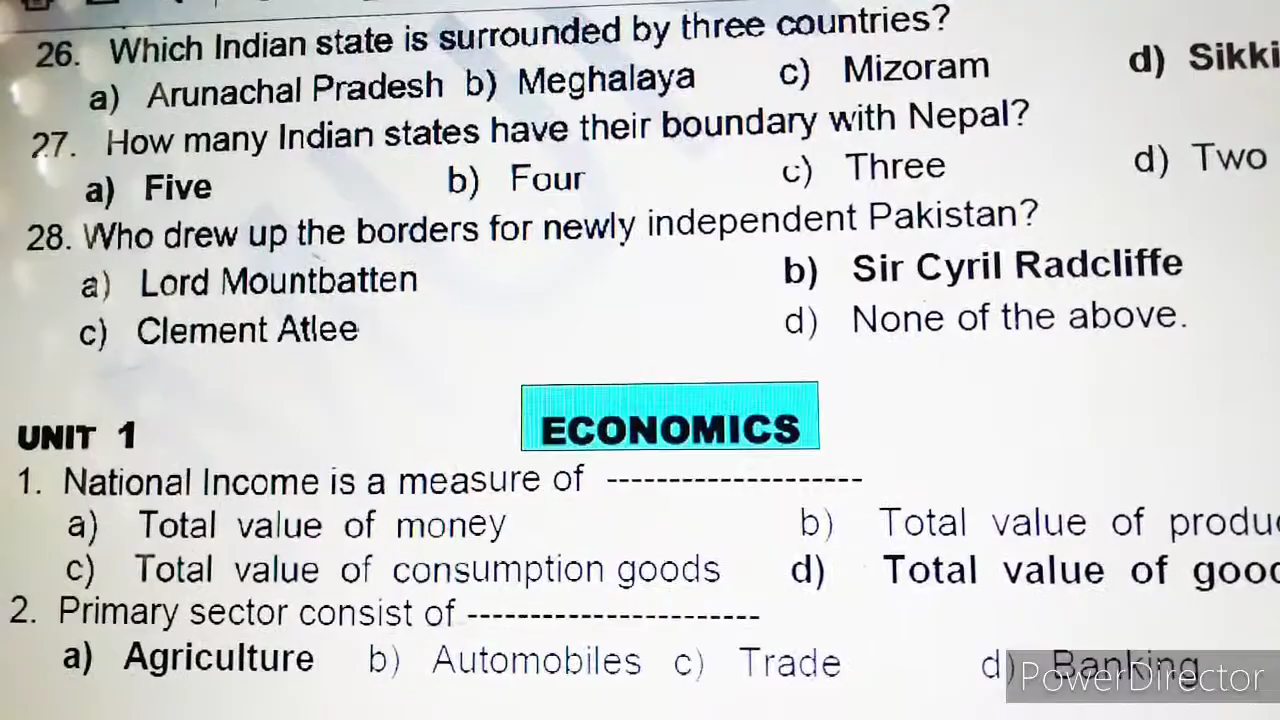 26. Which Indian state is surrounded by three countries?
a) Arunachal Pradesh b) Meghalaya c) Mizoram d) Sikki
27. How many Indian states have their boundary with Nepal?
a) Five b) Four c) Three d) Two
28. Who drew up the borders for newly independent Pakistan?
a) Lord Mountbatten b) Sir Cyril Radcliffe
c) Clement Atlee d) None of the above.
ECONOMICS
UNIT 1
1. National Income is a measure of --------------------
a) Total value of money b) Total value of produc
c) Total value of consumption goods d) Total value of good
2. Primary sector consist of -----------------------
a) Agriculture b) Automobiles c) Trade d) Banking
PowerDirector